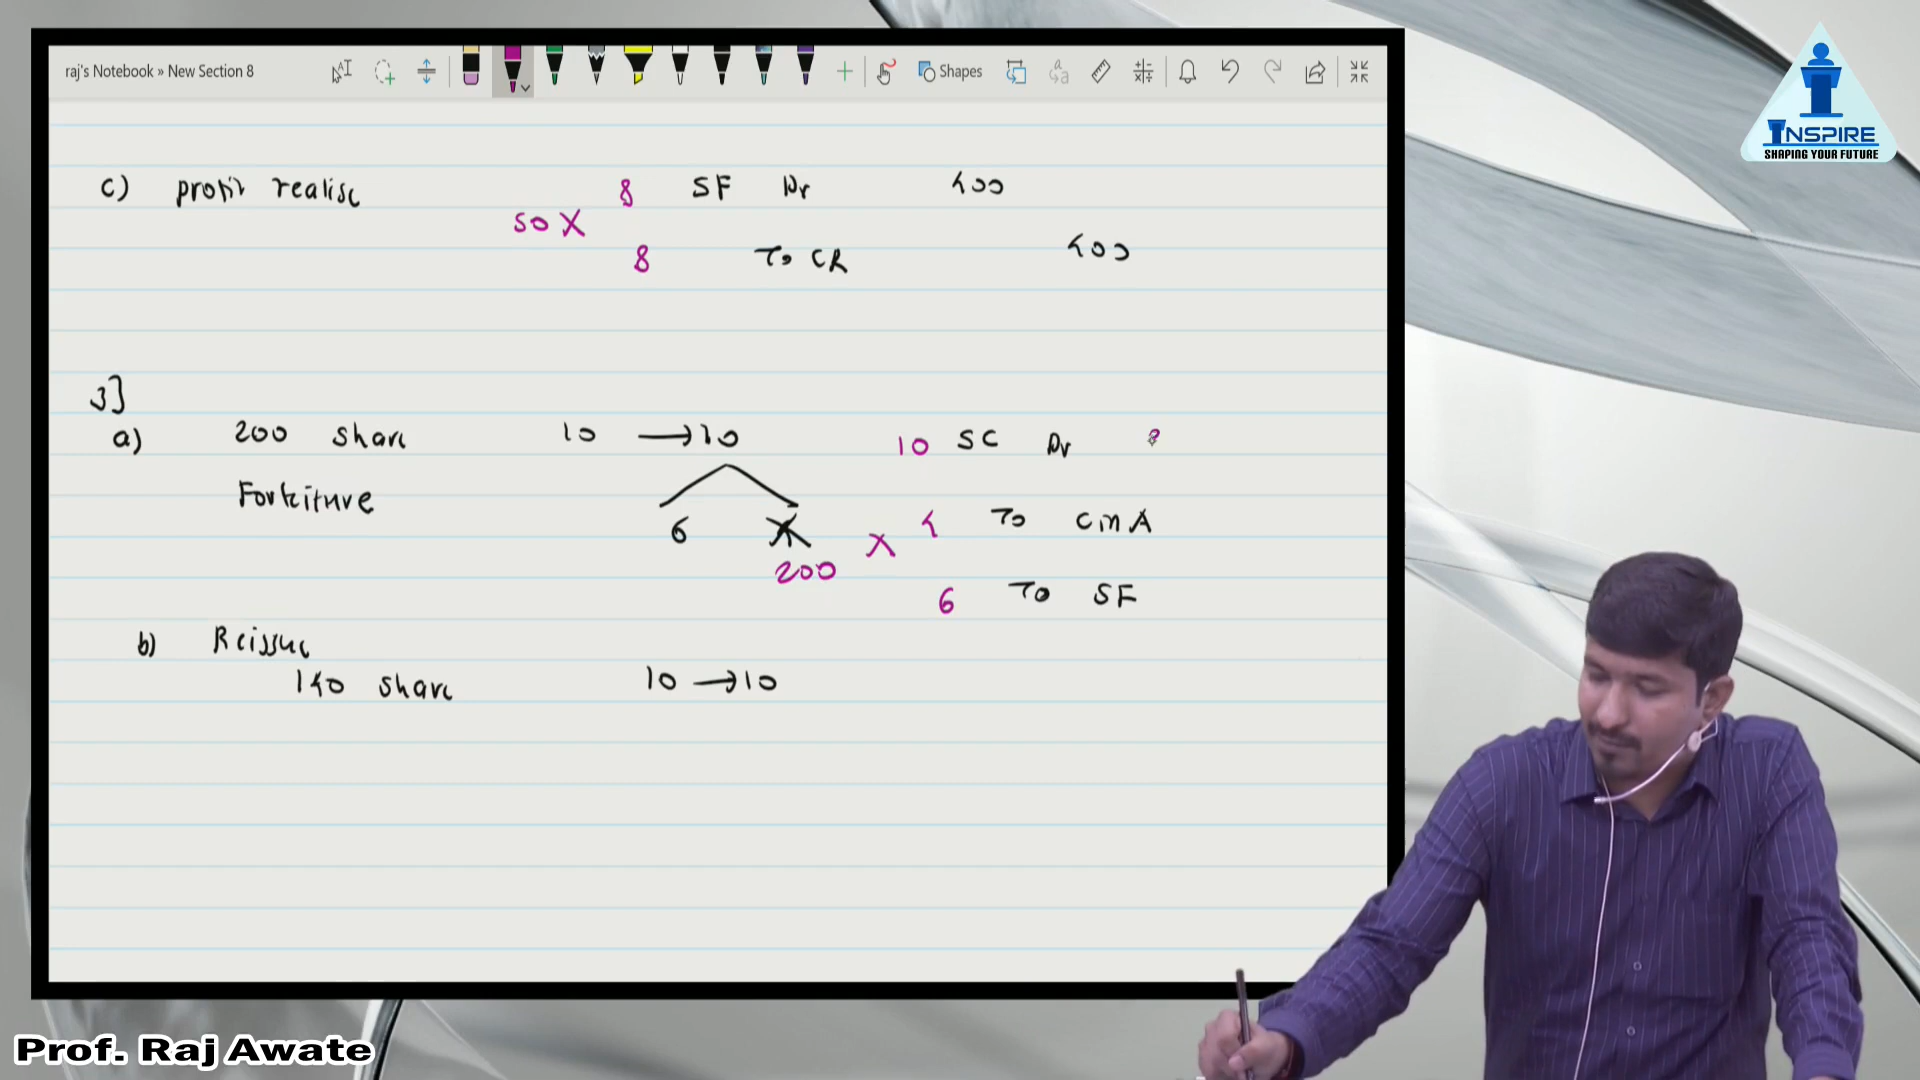 raj's Notebook » New Section 8
Shapes
INSPIRE
SHAPING YOUR FUTURE
c) profit realise 8 SF Dr 400
50 X
8 To CR 400
3]
a) 200 share 10 → 10 10 SC Dr
Forfeiture
6 4 X 4 To CinA
200
6 To SF
b) Reissue
140 share 10 → 10
Prof. Raj Awate